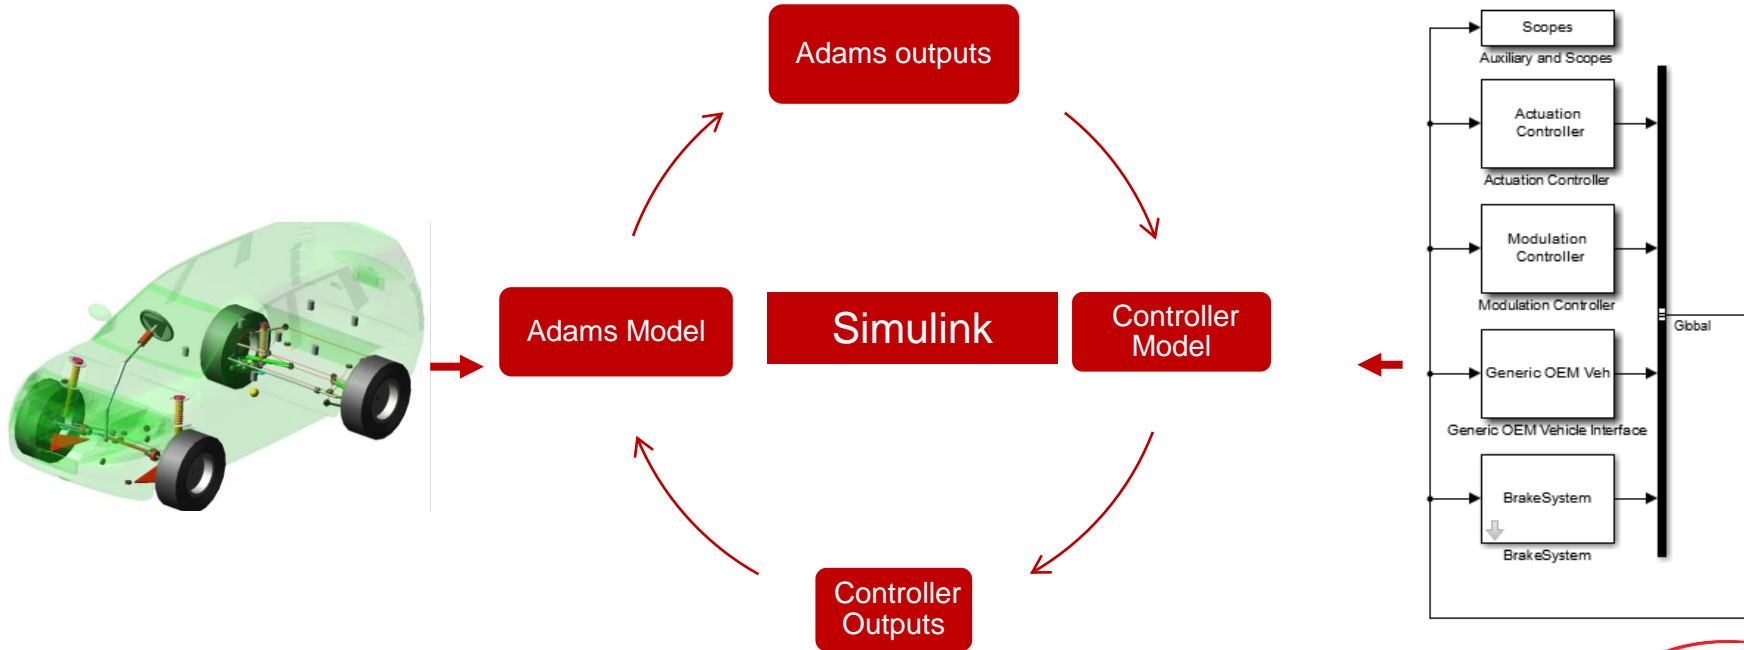 Adams outputs
Adams Model
Simulink
Controller
Model
Controller
Outputs
Scopes
Auxiliary and Scopes
Actuation
Controller
Actuation Controller
Modulation
Controller
Modulation Controller
Generic OEM Veh
Generic OEM Vehicle Interface
BrakeSystem
BrakeSystem
Global